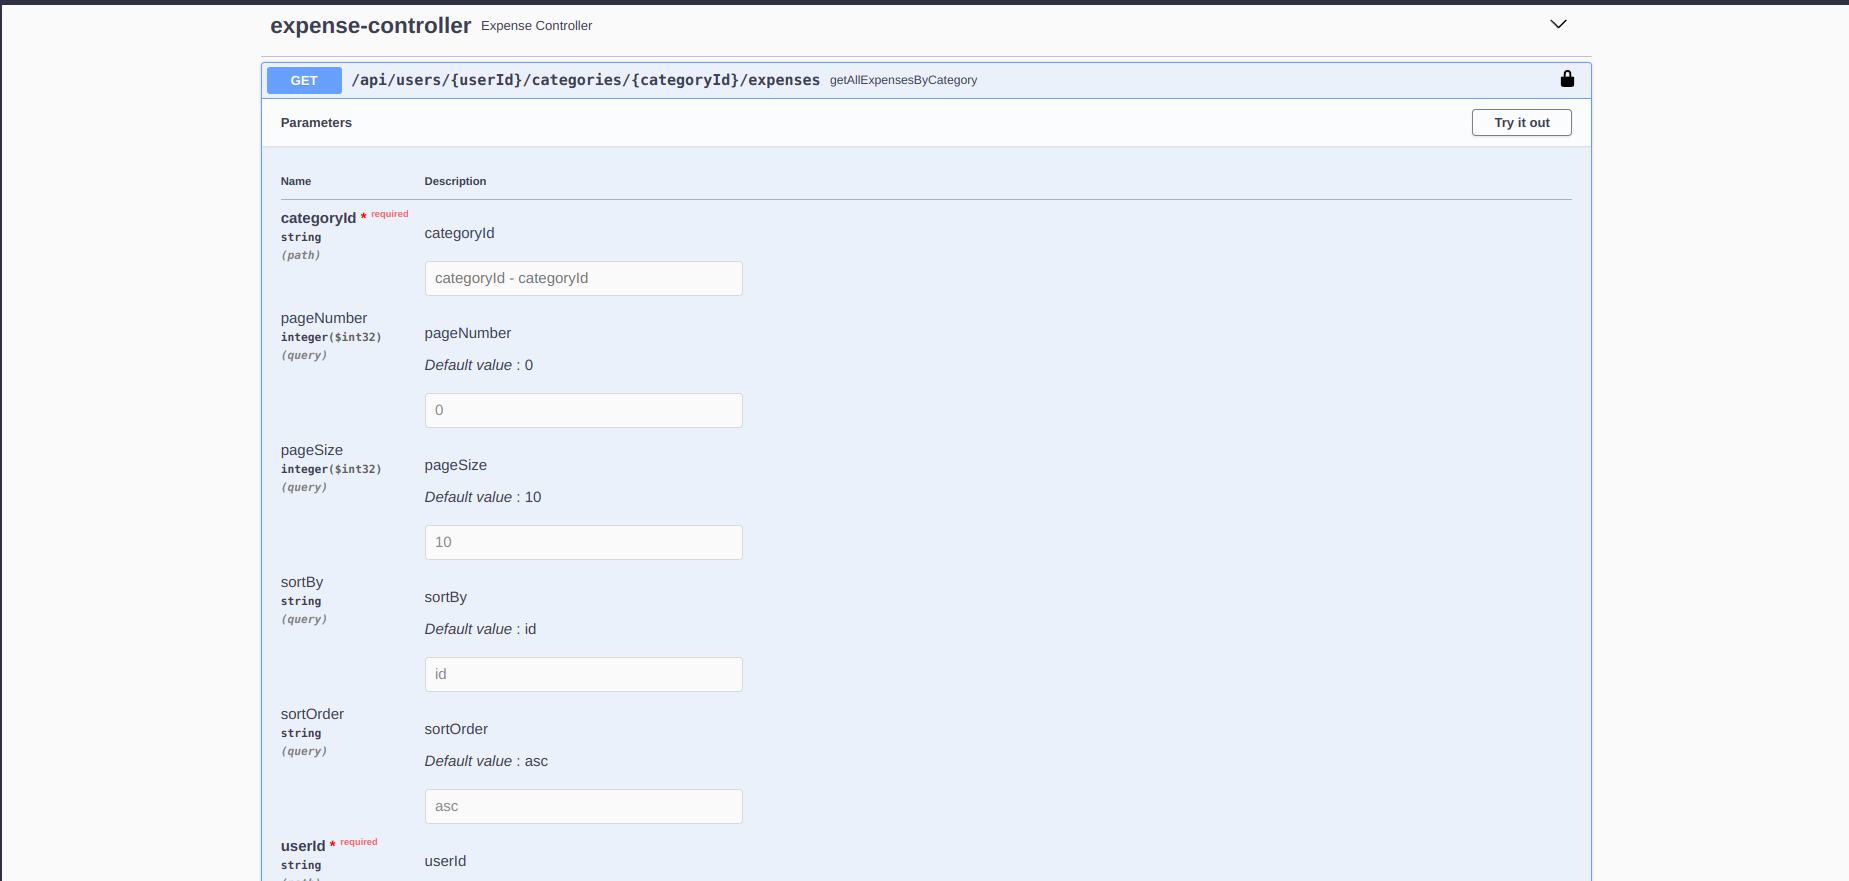 expense-controller Expense Controller
GET /api/users/{userId}/categories/{categoryId}/expenses getAllExpensesByCategory
Parameters
Try it out
Name Description
categoryId * required
string
(path)
categoryId
categoryId - categoryId
pageNumber
integer($int32)
(query)
pageNumber
Default value : 0
0
pageSize
integer($int32)
(query)
pageSize
Default value : 10
10
sortBy
string
(query)
sortBy
Default value : id
id
sortOrder
string
(query)
sortOrder
Default value : asc
asc
userId * required
string
userId